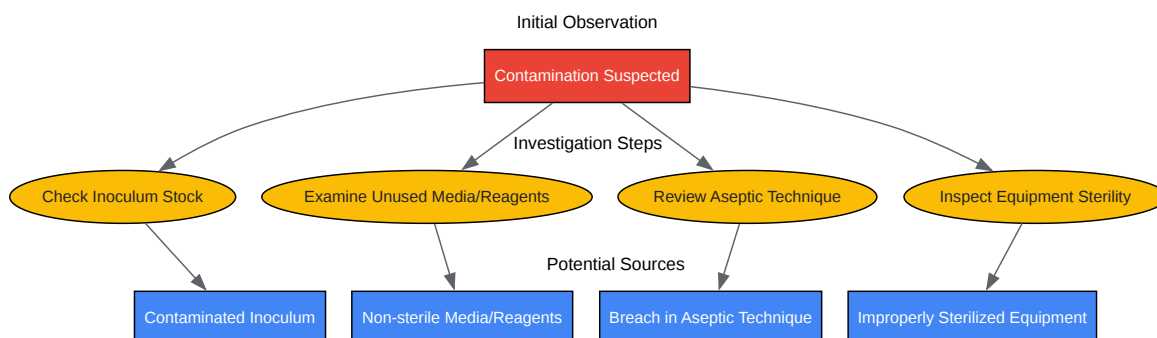 Initial Observation
Contamination Suspected
Investigation Steps
Check Inoculum Stock
Examine Unused Media/Reagents
Review Aseptic Technique
Inspect Equipment Sterility
Potential Sources
Contaminated Inoculum
Non-sterile Media/Reagents
Breach in Aseptic Technique
Improperly Sterilized Equipment